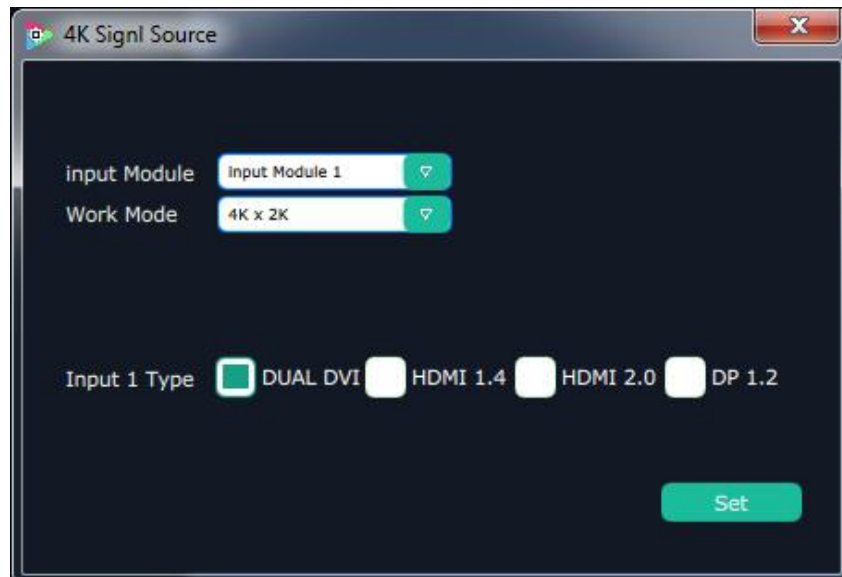 4K Signl Source
input Module Input Module 1
Work Mode 4K x 2K
Input 1 Type DUAL DVI HDMI 1.4 HDMI 2.0 DP 1.2
Set